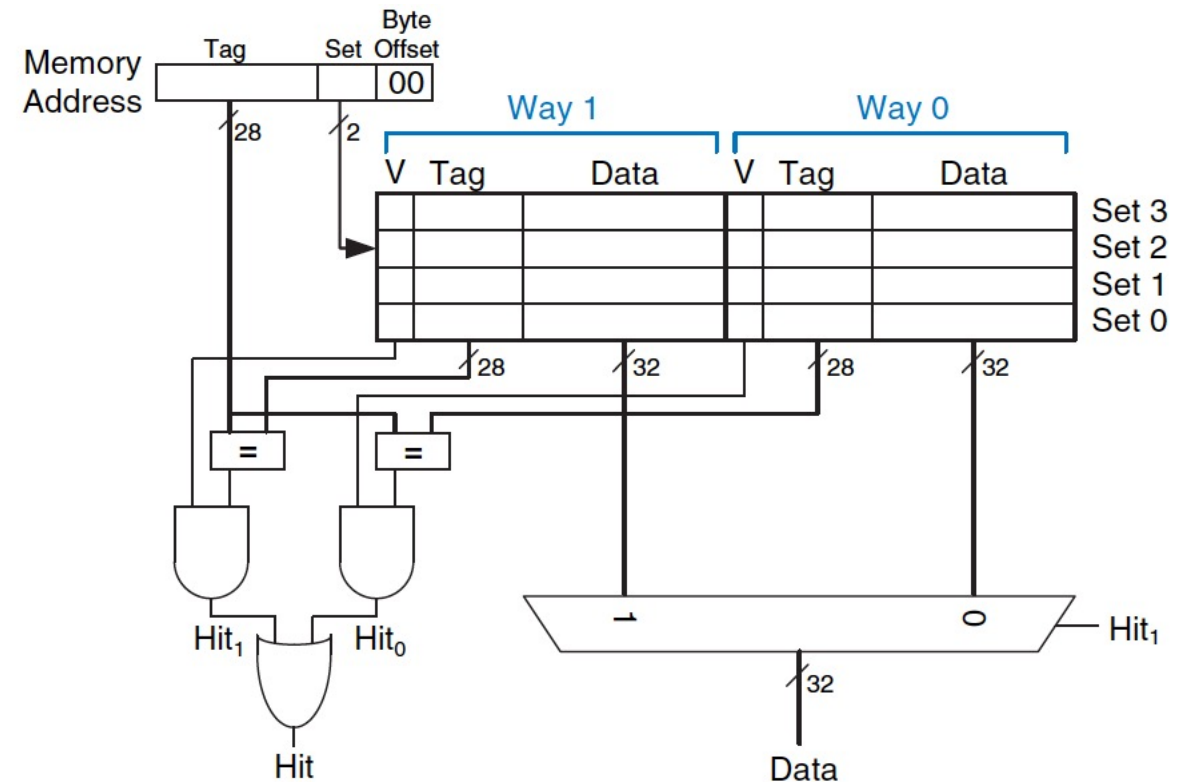 Byte
Tag Set Offset
Memory
Address
00
28
2
Way 1 Way 0
V Tag Data V Tag Data
Set 3
Set 2
Set 1
Set 0
28 32 28 32
= =
1 0
Hit₁ Hit₀ Hit₁
32
Hit Data